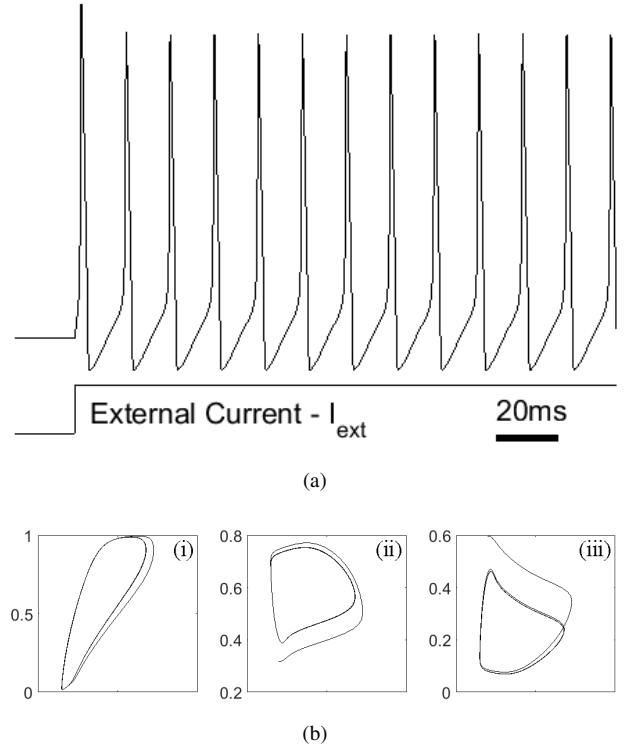 External Current - I_ext
20ms
(a)
(i)
1
0.5
0
(ii)
0.8
0.6
0.4
0.2
(iii)
0.6
0.4
0.2
0
(b)